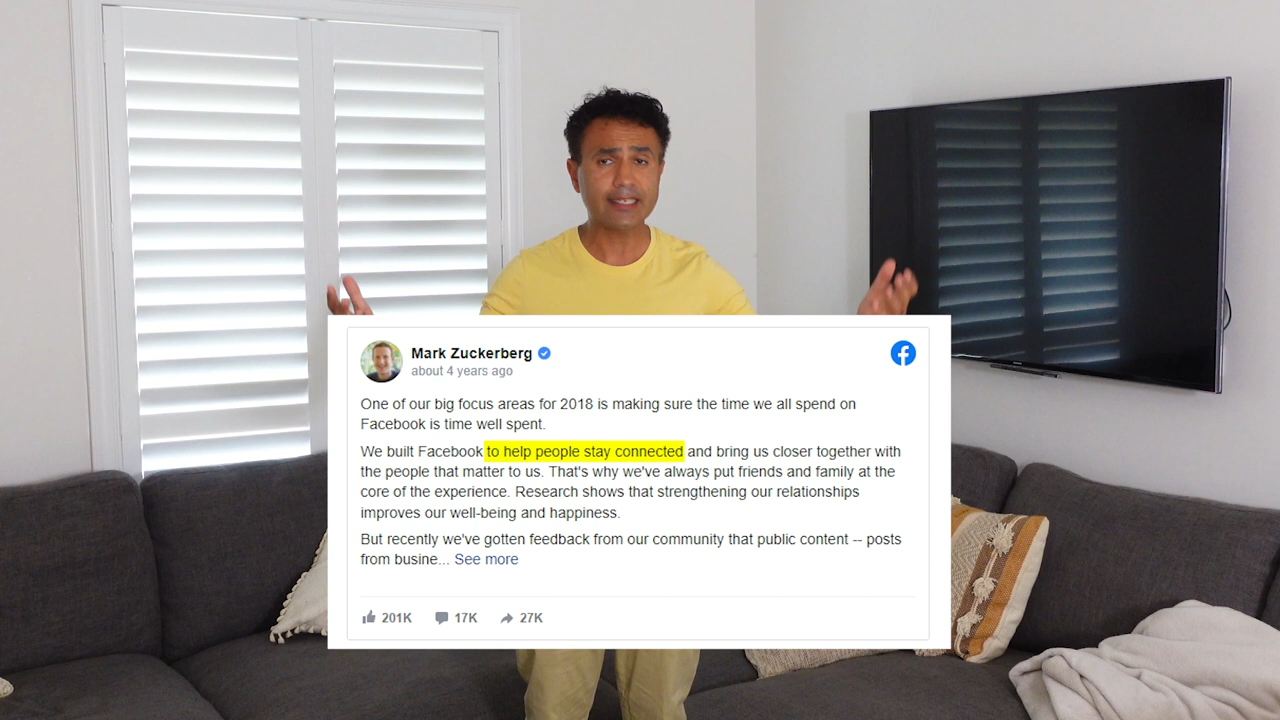 Mark Zuckerberg
about 4 years ago
One of our big focus areas for 2018 is making sure the time we all spend on
Facebook is time well spent.
We built Facebook to help people stay connected and bring us closer together with
the people that matter to us. That's why we've always put friends and family at the
core of the experience. Research shows that strengthening our relationships
improves our well-being and happiness.
But recently we've gotten feedback from our community that public content -- posts
from busine... See more
201K 17K 27K